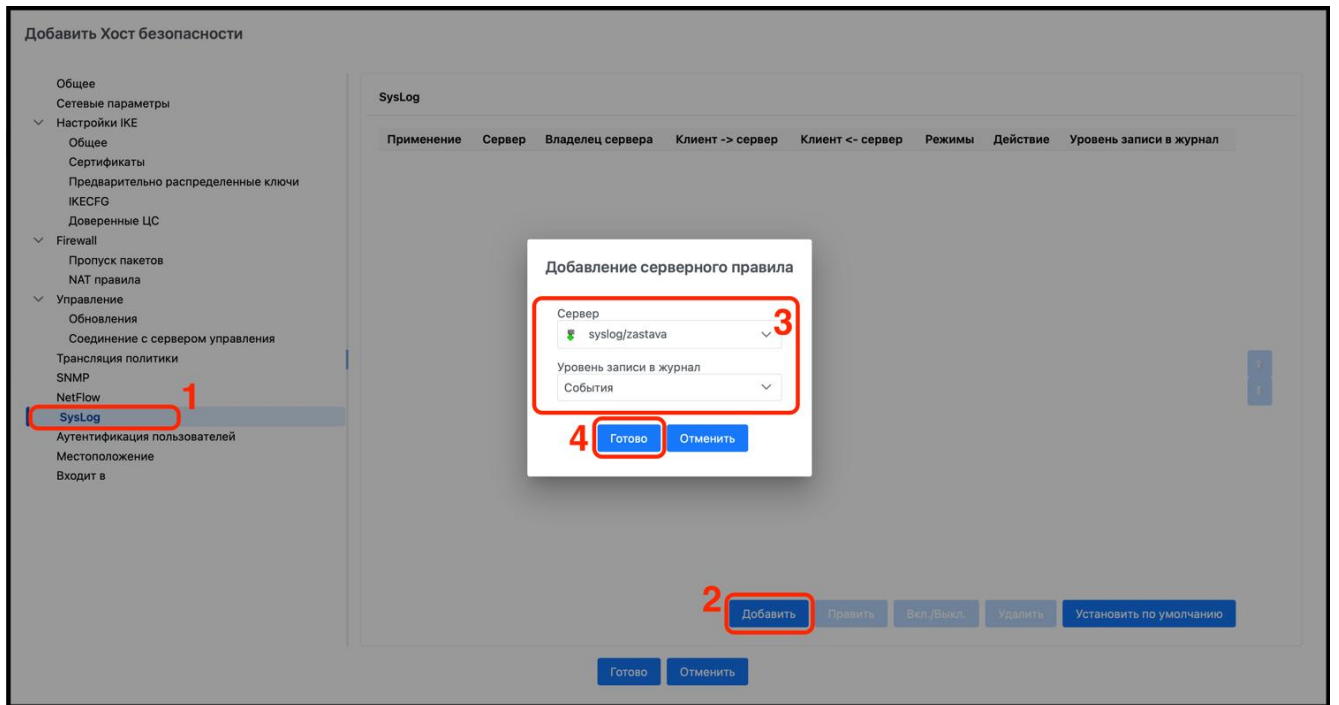 Добавить Хост безопасности
Общее
Сетевые параметры
Настройки IKE
Общее
Сертификаты
Предварительно распределенные ключи
IKECFG
Доверенные ЦС
Firewall
Пропуск пакетов
NAT правила
Управление
Обновления
Соединение с сервером управления
Трансляция политики
SNMP
NetFlow
1
SysLog
Аутентификация пользователей
Местоположение
Входит в
SysLog
Применение Сервер Владелец сервера Клиент -> сервер Клиент <- сервер Режимы Действие Уровень записи в журнал
Добавление серверного правила
Сервер
3
syslog/zastava
Уровень записи в журнал
События
4 Готово Отменить
2 Добавить Править Вкл./Выкл. Удалить Установить по умолчанию
Готово Отменить